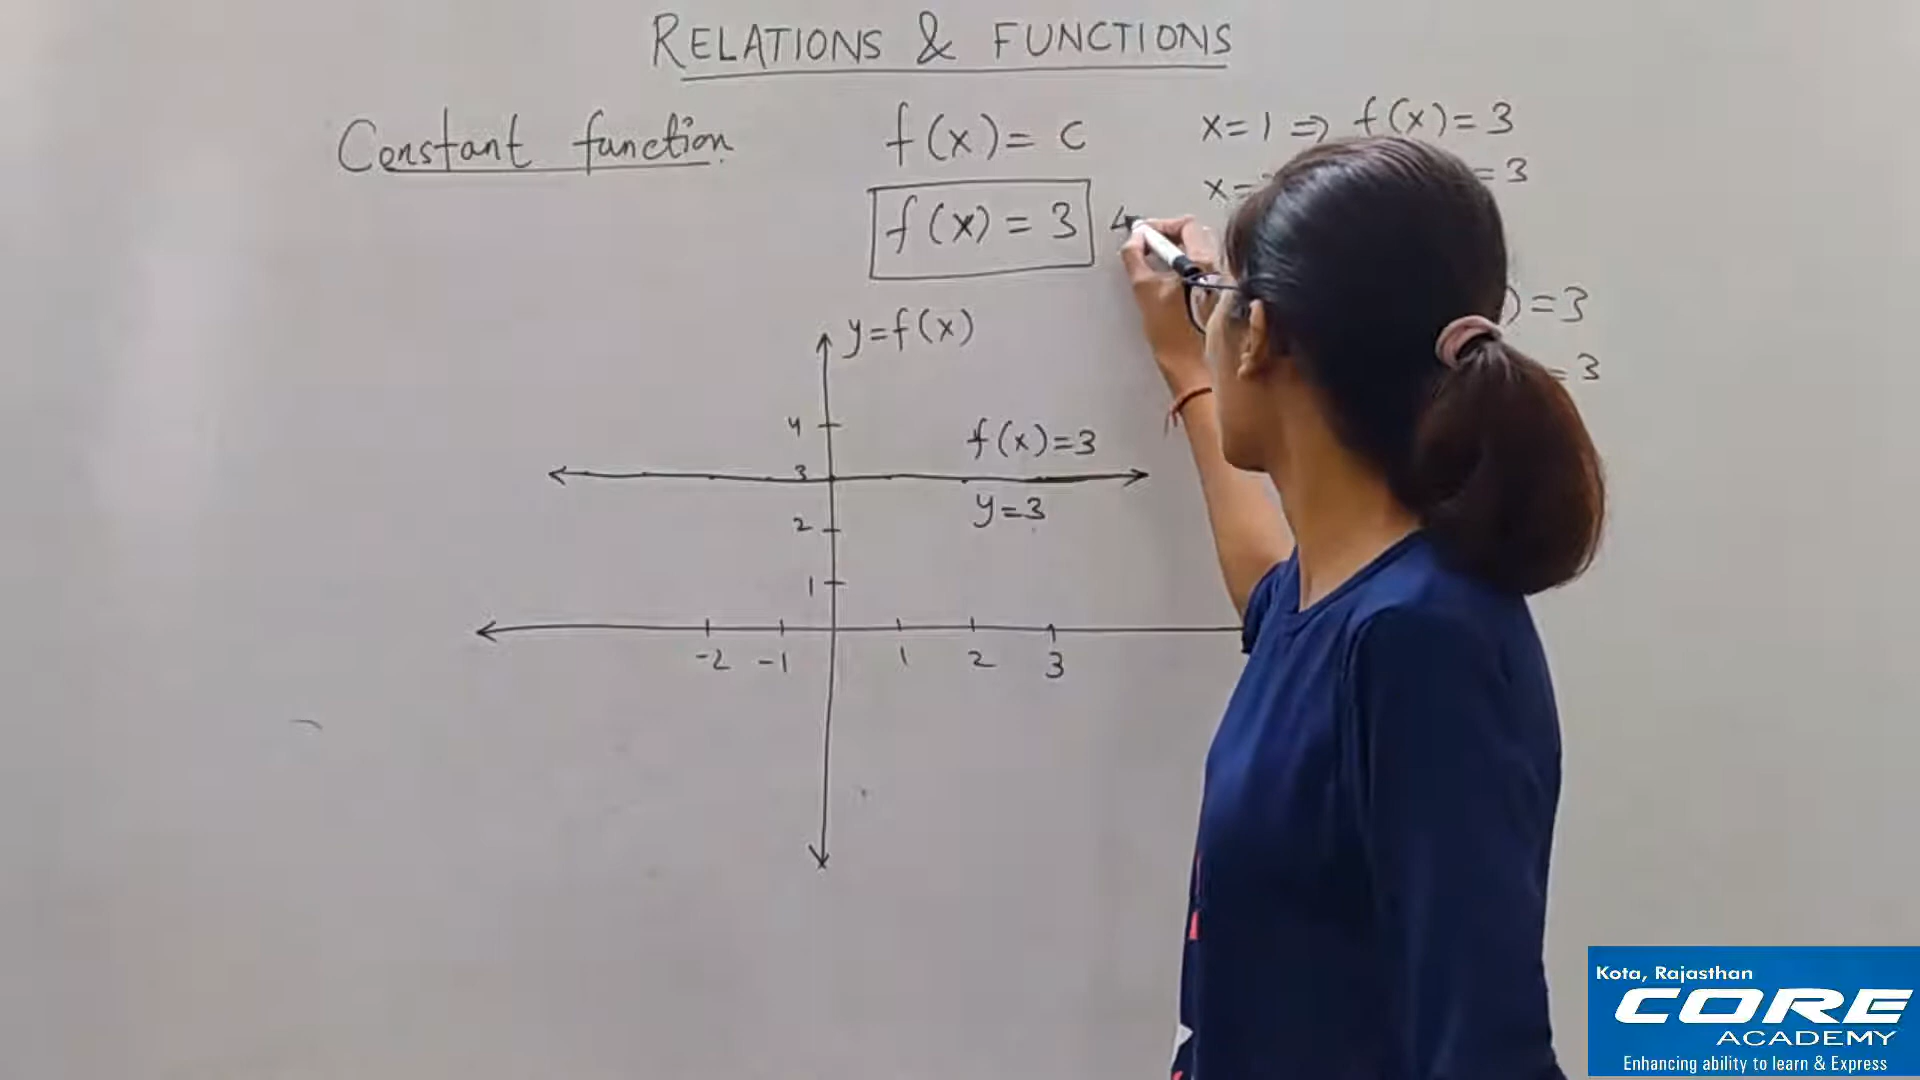 RELATIONS & FUNCTIONS
Constant function
f(x) = c
f(x) = 3
x=1 ⇒ f(x) = 3
x= = 3
) = 3
= 3
y=f(x)
4
3
2
1
f(x)=3
y=3
-2 -1 1 2 3
Kota, Rajasthan
CORE
ACADEMY
Enhancing ability to learn & Express